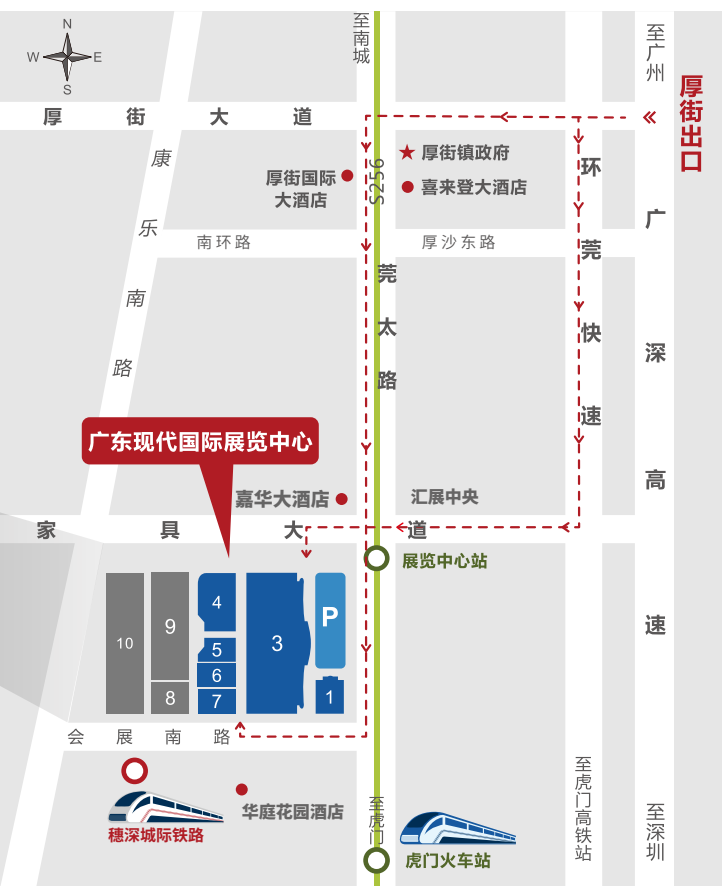 N
W E
S
至南城
至广州
厚街出口
厚街大道
厚街镇政府
喜来登大酒店
厚街国际
大酒店
S256
康乐南路
南环路
厚沙东路
环莞快速
广深高速
莞太路
广东现代国际展览中心
嘉华大酒店
汇展中央
家具大道
展览中心站
10
9
8
4
5
6
7
3
P
1
会展南路
穗深城际铁路
华庭花园酒店
至虎门
虎门火车站
至虎门高铁站
至深圳